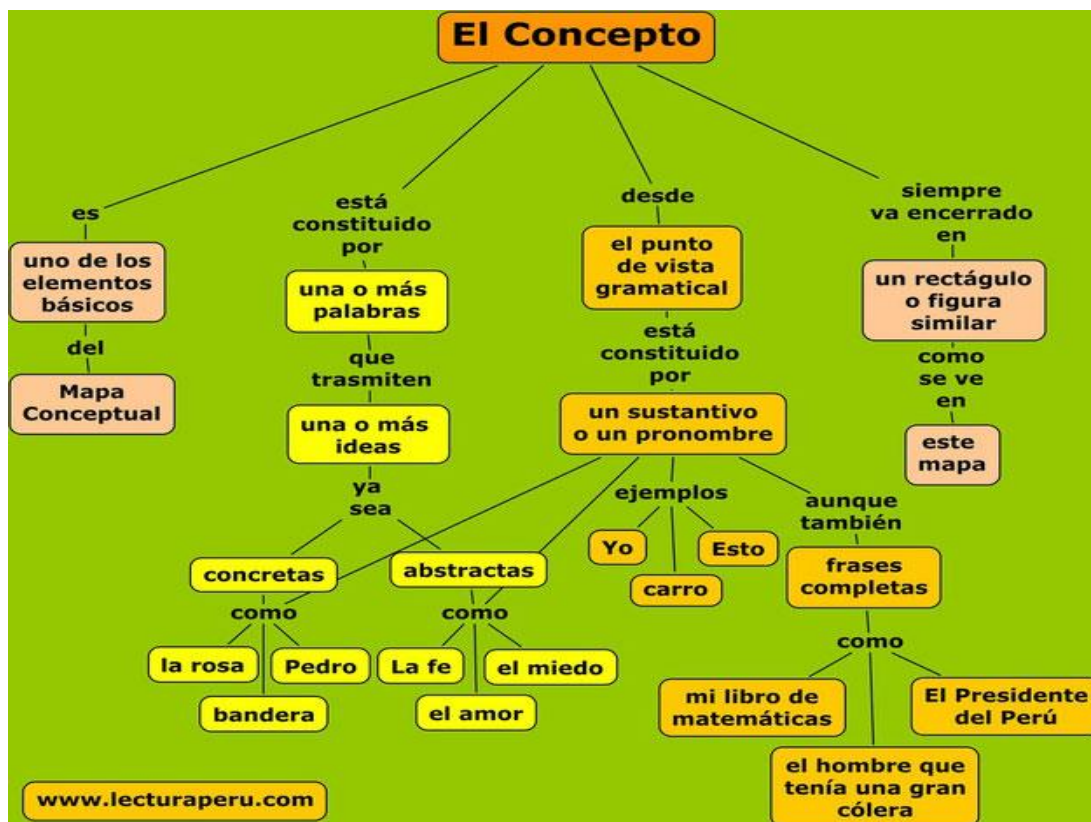 El Concepto
es
uno de los
elementos
básicos
del
Mapa
Conceptual
está
constituido
por
una o más
palabras
que
trasmiten
una o más
ideas
ya
sea
concretas
como
la rosa
bandera
Pedro
abstractas
como
La fe
el amor
el miedo
desde
el punto
de vista
gramatical
está
constituido
por
un sustantivo
o un pronombre
ejemplos
Yo
carro
Esto
aunque
también
frases
completas
como
mi libro de
matemáticas
el hombre que
tenía una gran
cólera
El Presidente
del Perú
siempre
va encerrado
en
un rectágulo
o figura
similar
como
se ve
en
este
mapa
www.lecturaperu.com